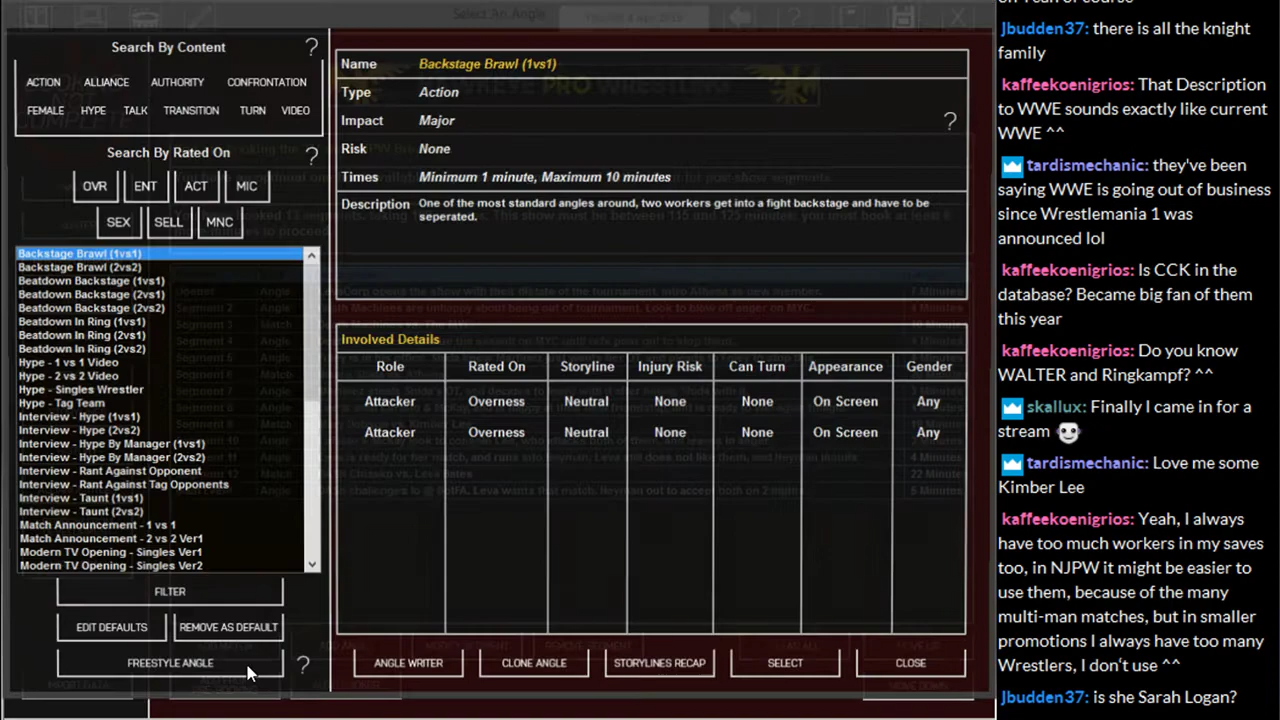 Select An Angle
Search By Content ?
ACTION ALLIANCE AUTHORITY CONFRONTATION
FEMALE HYPE TALK TRANSITION TURN VIDEO
Search By Rated On ?
OVR ENT ACT MIC
SEX SELL MNC
Backstage Brawl (1vs1)
Backstage Brawl (2vs2)
Beatdown Backstage (1vs1)
Beatdown Backstage (2vs1)
Beatdown Backstage (2vs2)
Beatdown In Ring (1vs1)
Beatdown In Ring (2vs1)
Beatdown In Ring (2vs2)
Hype - 1 vs 1 Video
Hype - 2 vs 2 Video
Hype - Singles Wrestler
Hype - Tag Team
Interview - Hype (1vs1)
Interview - Hype (2vs2)
Interview - Hype By Manager (1vs1)
Interview - Hype By Manager (2vs2)
Interview - Rant Against Opponent
Interview - Rant Against Tag Opponents
Interview - Taunt (1vs1)
Interview - Taunt (2vs2)
Match Announcement - 1 vs 1
Match Announcement - 2 vs 2 Ver1
Modern TV Opening - Singles Ver1
Modern TV Opening - Singles Ver2
FILTER
EDIT DEFAULTS REMOVE AS DEFAULT
FREESTYLE ANGLE ?
Name Backstage Brawl (1vs1)
Type Action
Impact Major ?
Risk None
Times Minimum 1 minute, Maximum 10 minutes
Description One of the most standard angles around, two workers get into a fight backstage and have to be
seperated.
Involved Details
Role Rated On Storyline Injury Risk Can Turn Appearance Gender
Attacker Overness Neutral None None On Screen Any
Attacker Overness Neutral None None On Screen Any
ANGLE WRITER CLONE ANGLE STORYLINES RECAP SELECT CLOSE
Jbudden37: there is all the knight
family
kaffeekoenigrios: That Description
to WWE sounds exactly like current
WWE ^^
tardismechanic: they've been
saying WWE is going out of business
since Wrestlemania 1 was
announced lol
kaffeekoenigrios: Is CCK in the
database? Became big fan of them
this year
kaffeekoenigrios: Do you know
WALTER and Ringkampf? ^^
skallux: Finally I came in for a
stream
tardismechanic: Love me some
Kimber Lee
kaffeekoenigrios: Yeah, I always
have too much workers in my saves
too, in NJPW it might be easier to
use them, because of the many
multi-man matches, but in smaller
promotions I always have too many
Wrestlers, I don't use ^^
Jbudden37: is she Sarah Logan?